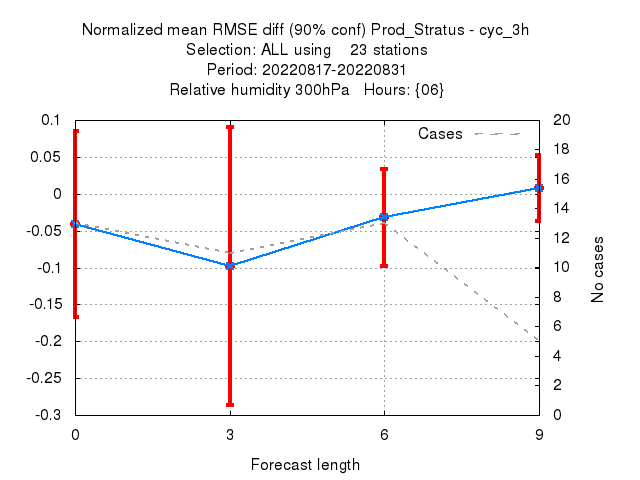 Normalized mean RMSE diff (90% conf) Prod_Stratus - cyc_3h
Selection: ALL using    23 stations
Period: 20220817-20220831
Relative humidity 300hPa   Hours: {06}
Cases
0.1
0.05
0
-0.05
-0.1
-0.15
-0.2
-0.25
-0.3
20
18
16
14
12
10
8
6
4
2
0
No cases
0 3 6 9
Forecast length